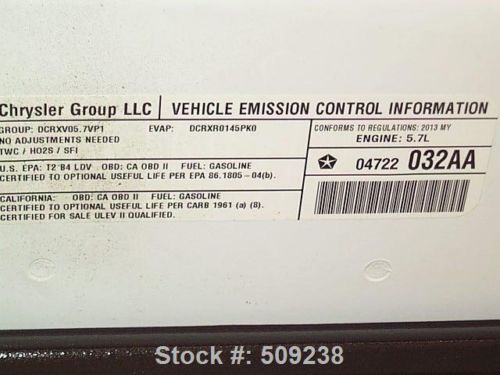 Chrysler Group LLC | VEHICLE EMISSION CONTROL INFORMATION
GROUP: DCRXV05.7VP1 EVAP: DCRXR0145PK0
NO ADJUSTMENTS NEEDED
TWC / HO2S / SFI
U.S. EPA: T2 B4 LDV OBD: CA OBD II FUEL: GASOLINE
CERTIFIED TO OPTIONAL USEFUL LIFE PER EPA 86.1805-04(b).
CALIFORNIA: OBD: CA OBD II FUEL: GASOLINE
CERTIFIED TO OPTIONAL USEFUL LIFE PER CARB 1961 (a) (8).
CERTIFIED FOR SALE ULEV II QUALIFIED.
CONFORMS TO REGULATIONS: 2013 MY
ENGINE: 5.7L
04722 032AA
Stock #: 509238